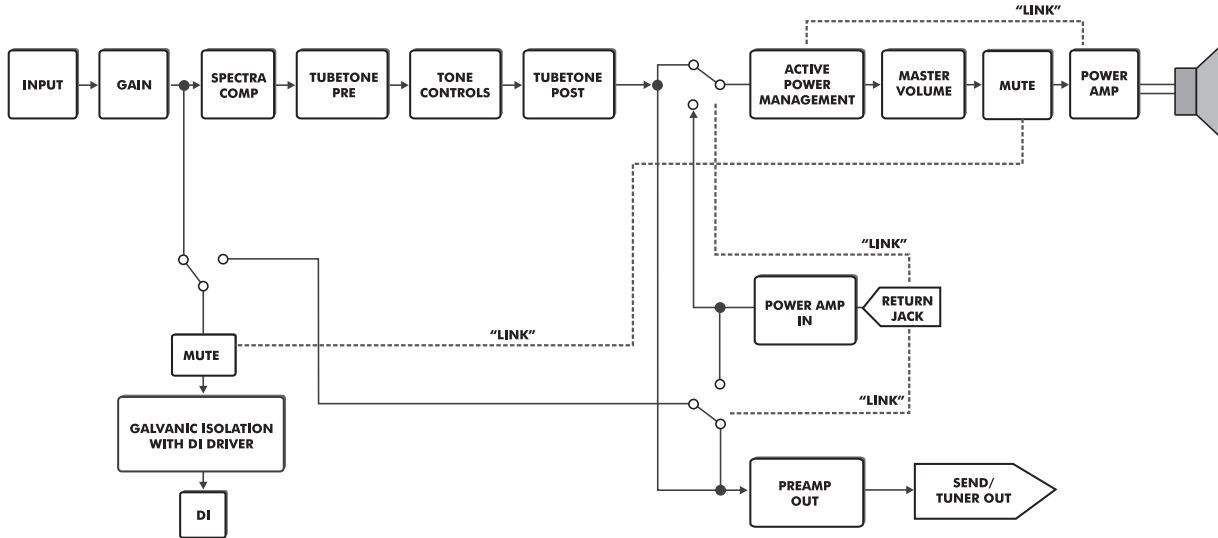 “LINK”
INPUT
GAIN
SPECTRA
COMP
TUBETONE
PRE
TONE
CONTROLS
TUBETONE
POST
ACTIVE
POWER
MANAGEMENT
MASTER
VOLUME
MUTE
POWER
AMP
“LINK”
POWER AMP
IN
RETURN
JACK
“LINK”
MUTE
“LINK”
GALVANIC ISOLATION
WITH DI DRIVER
DI
PREAMP
OUT
SEND/
TUNER OUT